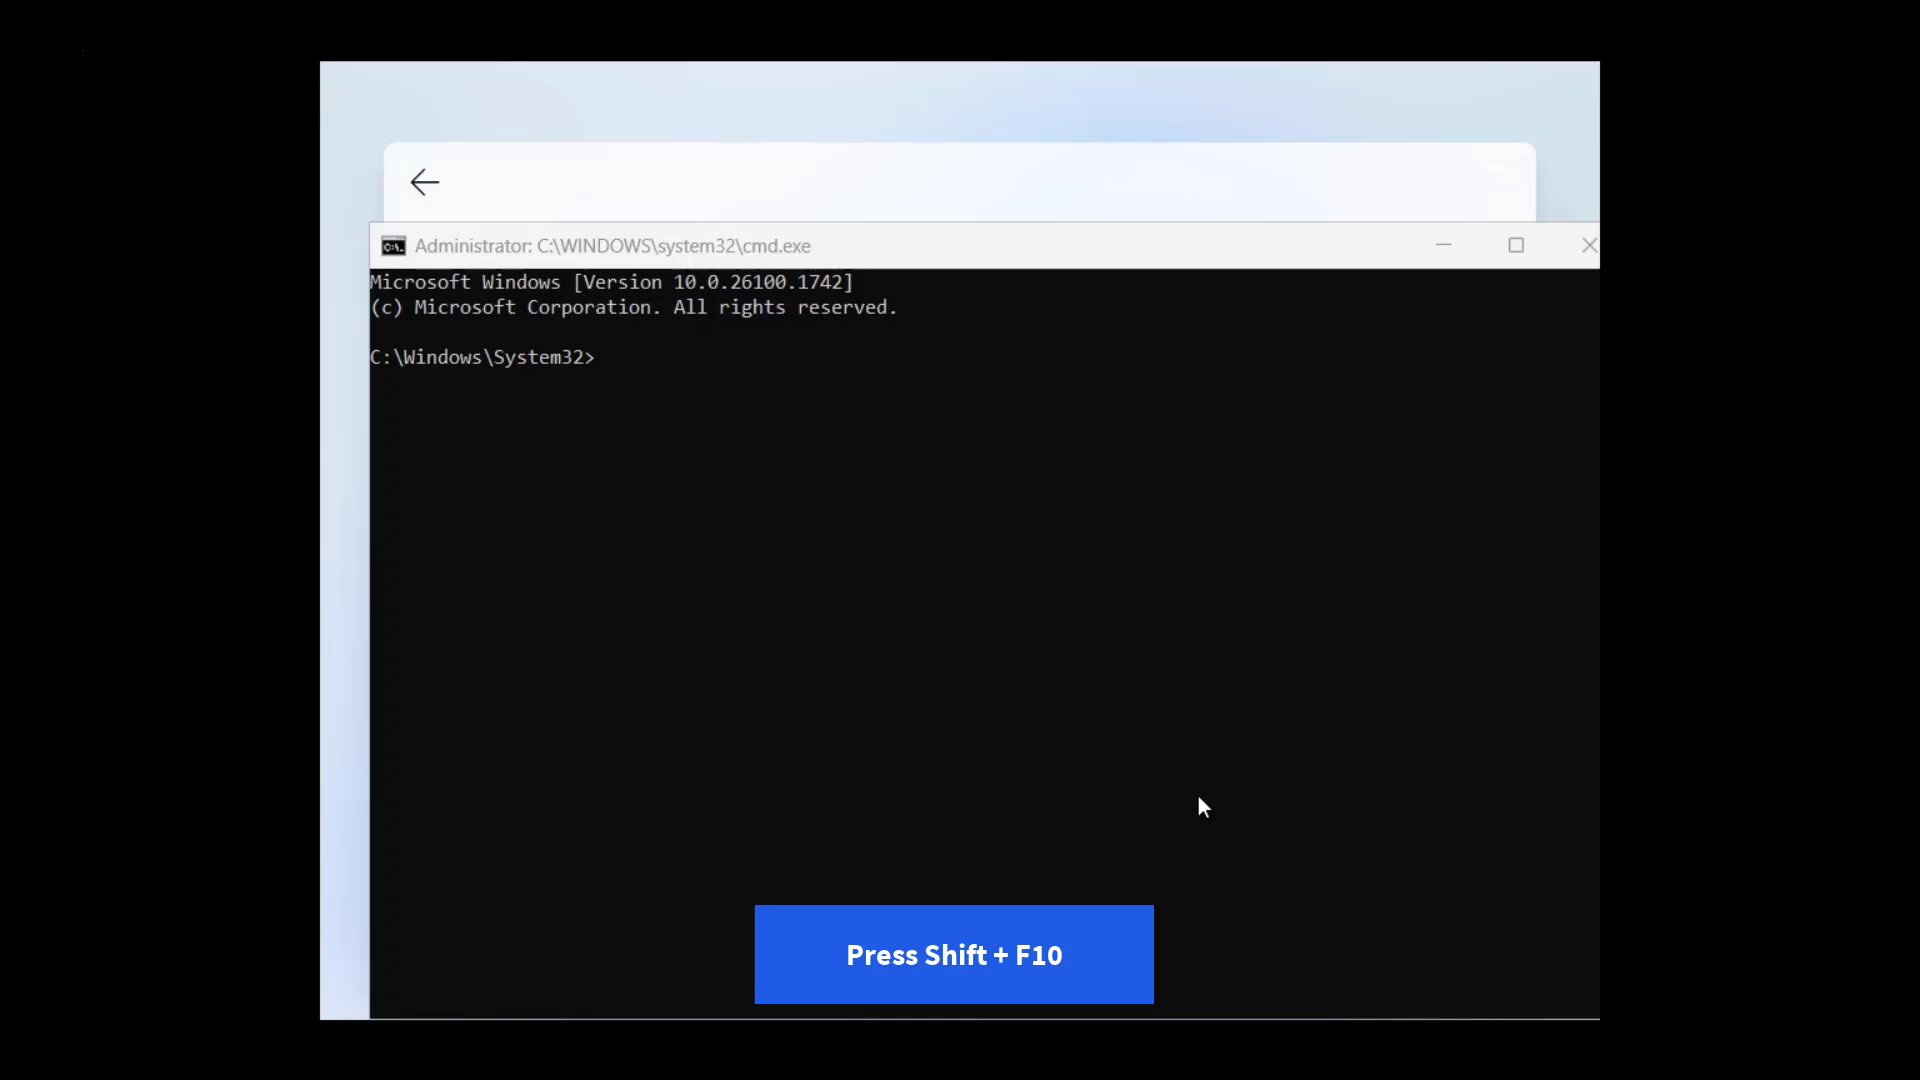 Administrator: C:\WINDOWS\system32\cmd.exe
Microsoft Windows [Version 10.0.26100.1742]
(c) Microsoft Corporation. All rights reserved.
C:\Windows\System32>
Press Shift + F10